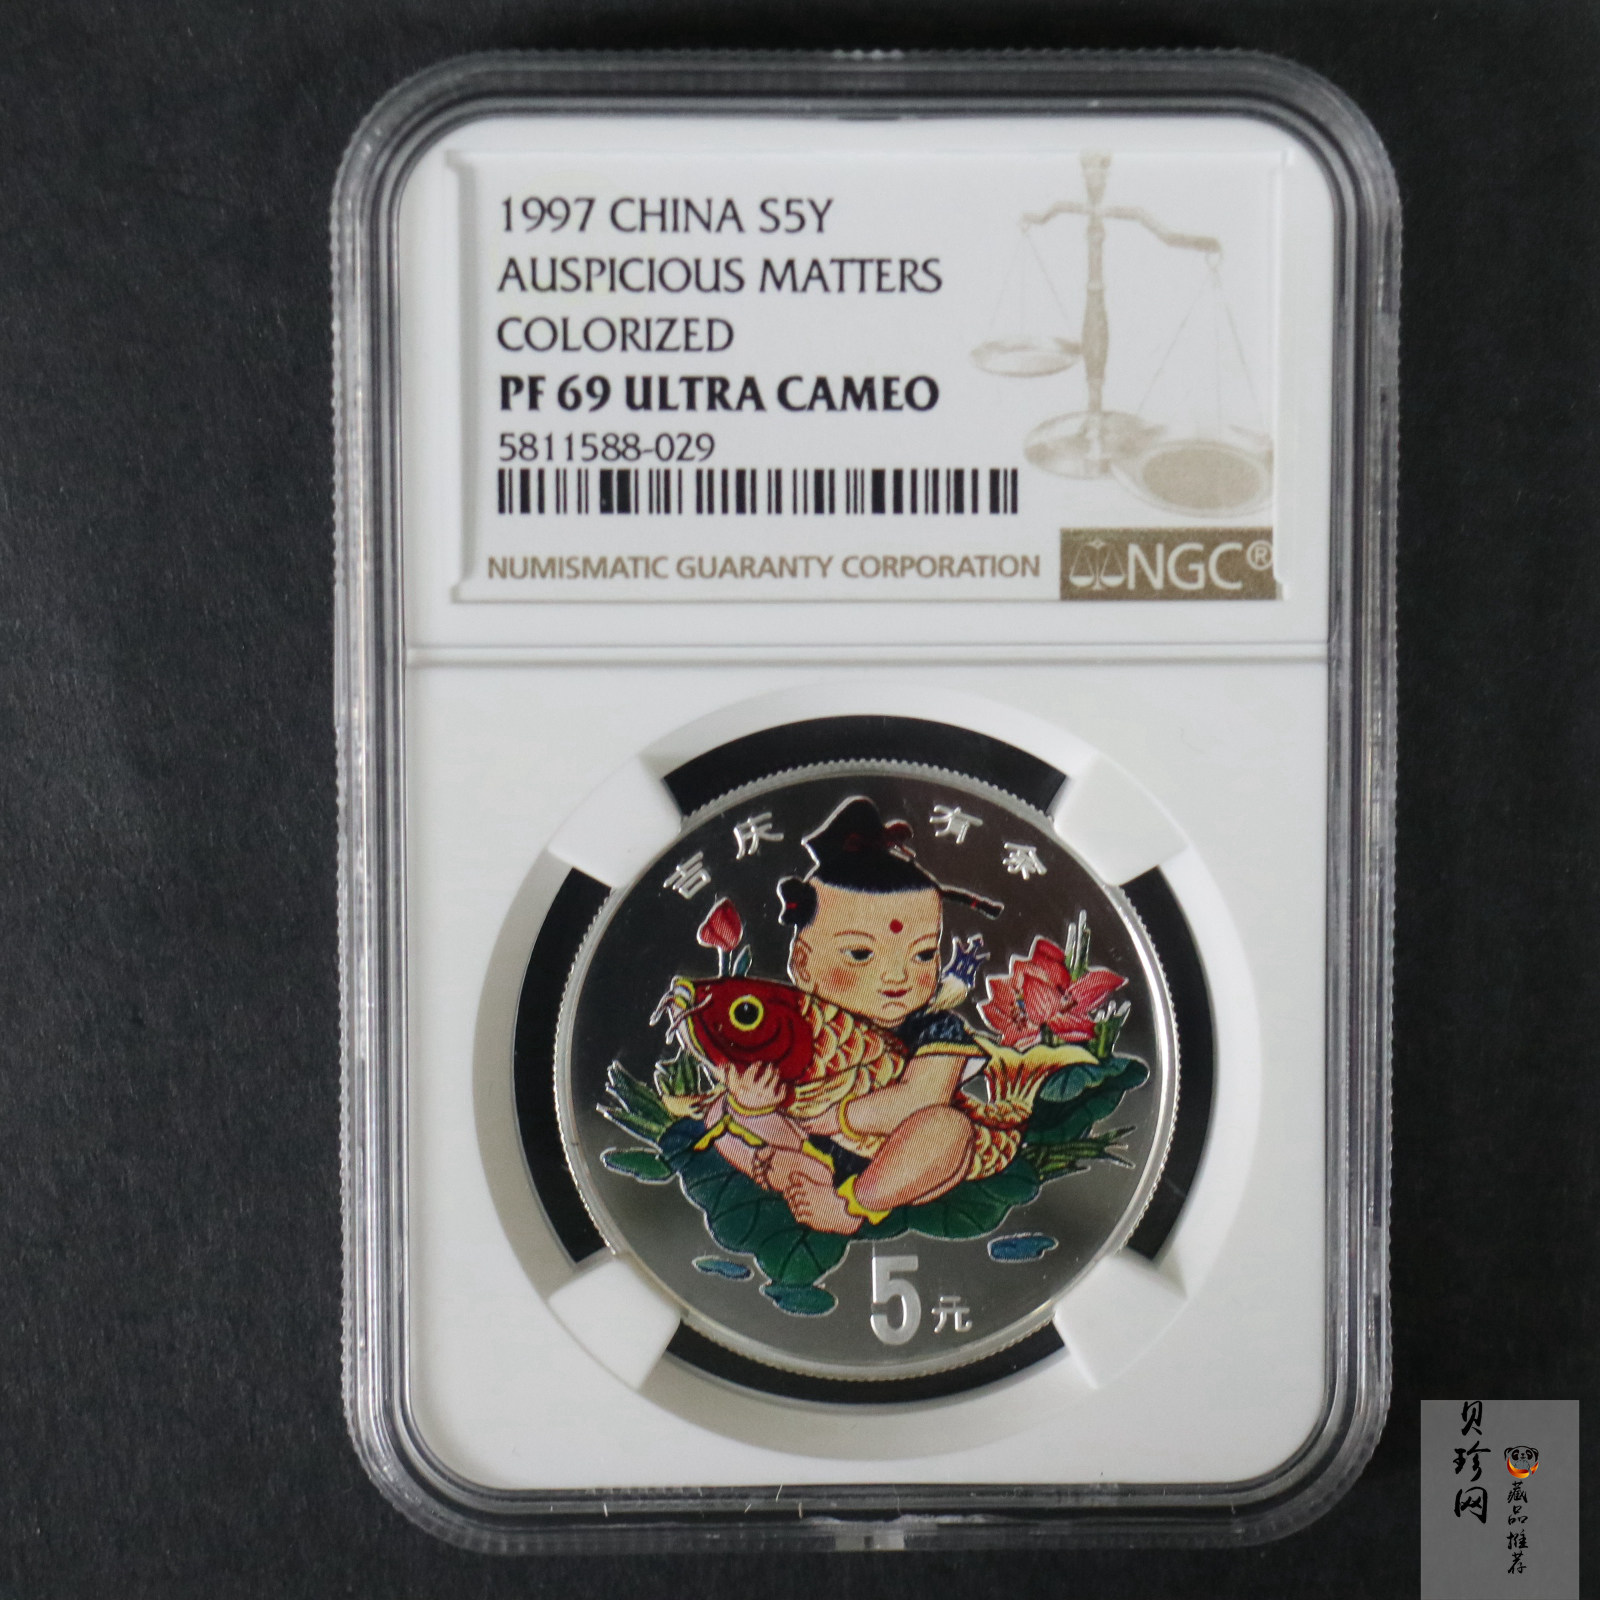 1997 CHINA S5Y
AUSPICIOUS MATTERS
COLORIZED
PF 69 ULTRA CAMEO
5811588-029
NUMISMATIC GUARANTY CORPORATION
NGC®
吉庆有余
5元
贝珍网
藏品推荐